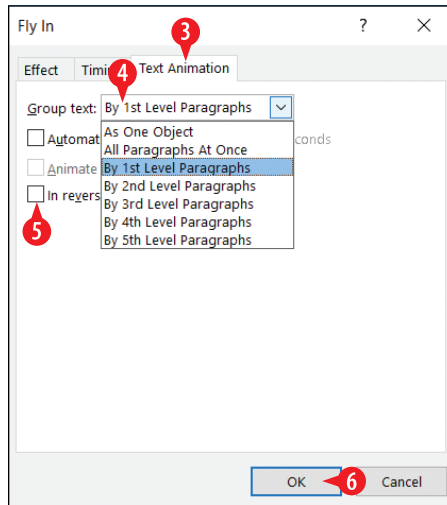 Fly In ? ×
3
Effect Timi Text Animation
4
Group text: By 1st Level Paragraphs
Automat conds
As One Object
All Paragraphs At Once
Animate By 1st Level Paragraphs
By 2nd Level Paragraphs
In revers By 3rd Level Paragraphs
By 4th Level Paragraphs
5 By 5th Level Paragraphs
OK 6 Cancel